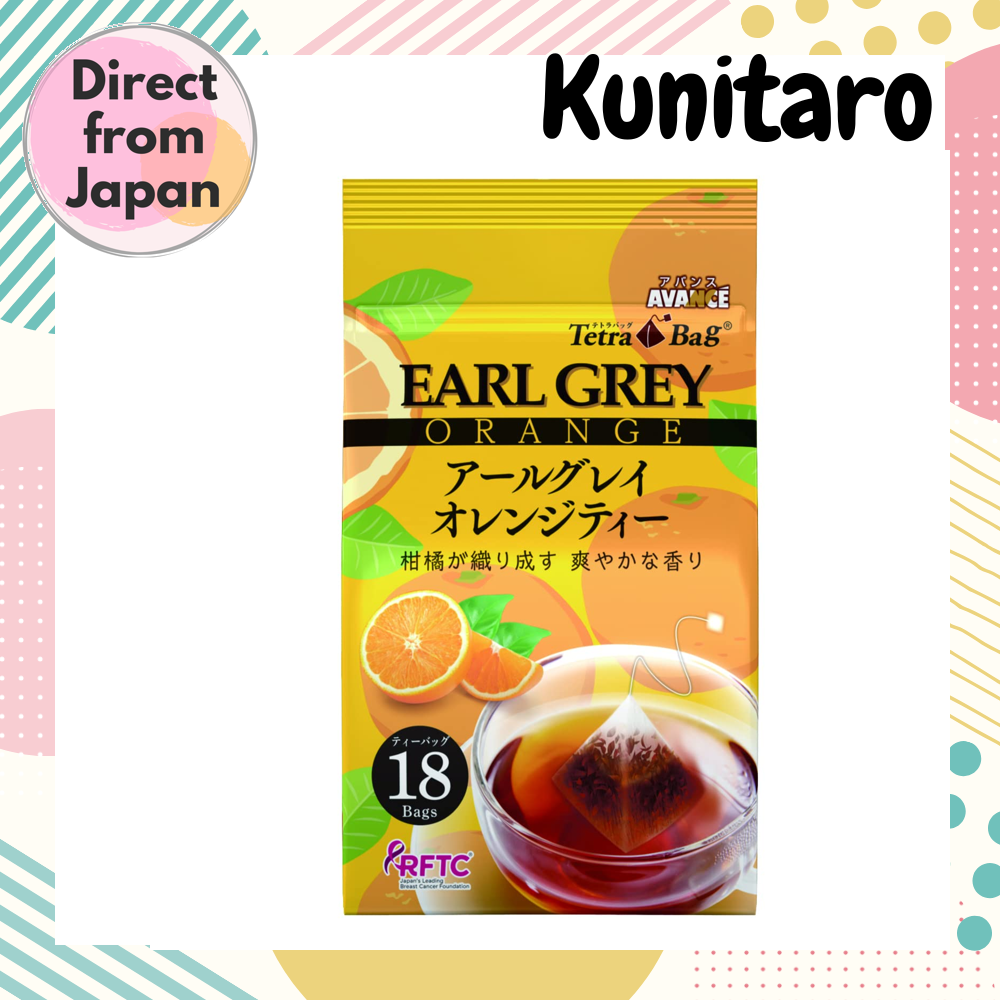 Direct
from
Japan
Kunitaro
アバンス
AVANCÉ
テトラバッグ
Tetra Bag®
EARL GREY
ORANGE
アールグレイ
オレンジティー
柑橘が織り成す 爽やかな香り
ティーバッグ
18
Bags
RFTC®
Japan's Leading
Breast Cancer Foundation